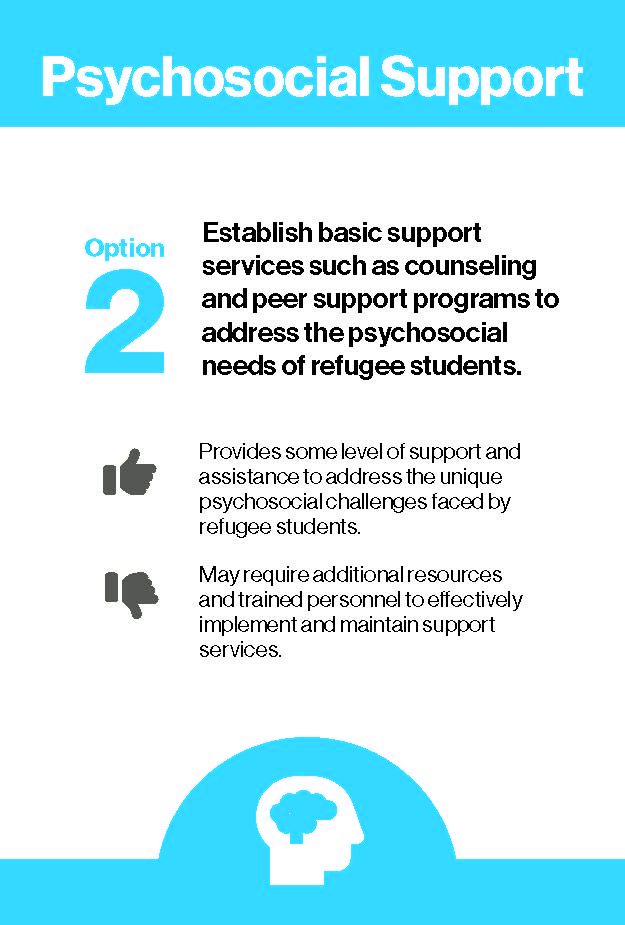 Psychosocial Support
Option
2
Establish basic support
services such as counseling
and peer support programs to
address the psychosocial
needs of refugee students.
Provides some level of support and
assistance to address the unique
psychosocial challenges faced by
refugee students.
May require additional resources
and trained personnel to effectively
implement and maintain support
services.